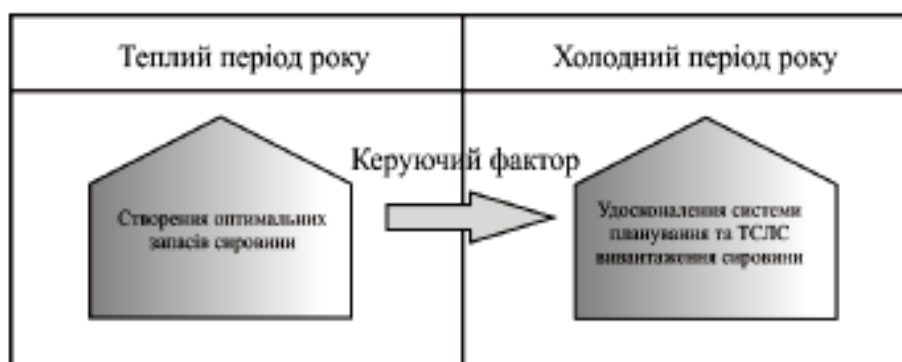 Теплий період року
Холодний період року
Керуючий фактор
Створення оптимальних
запасів сировини
Удосконалення системи
планування та ТСЛС
вивантаження сировини